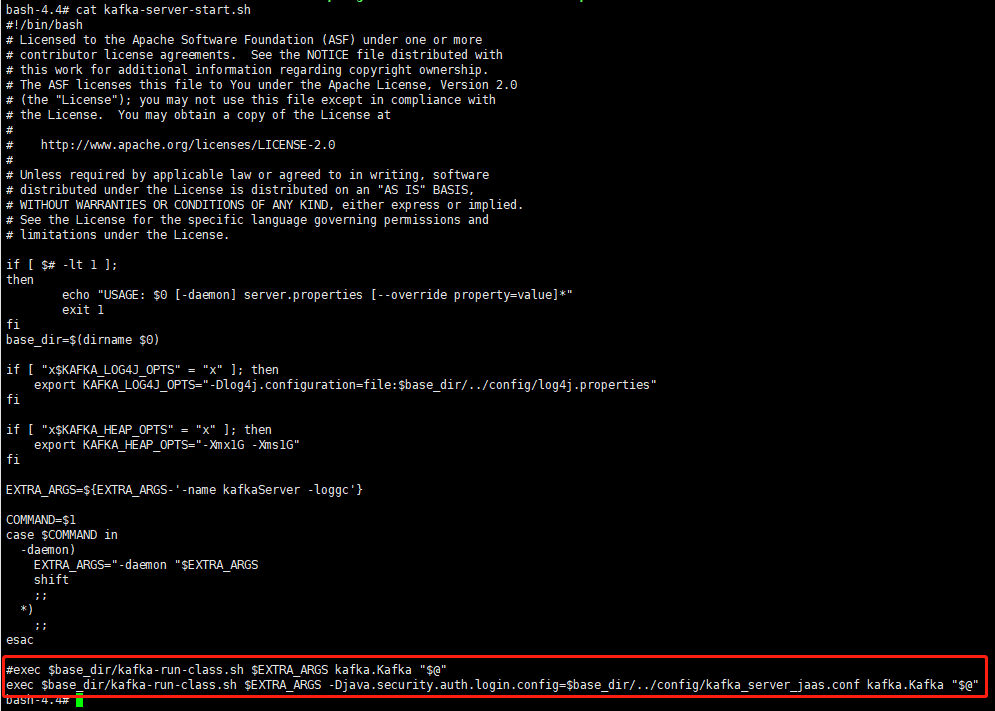 bash-4.4# cat kafka-server-start.sh
#!/bin/bash
# Licensed to the Apache Software Foundation (ASF) under one or more
# contributor license agreements.  See the NOTICE file distributed with
# this work for additional information regarding copyright ownership.
# The ASF licenses this file to You under the Apache License, Version 2.0
# (the "License"); you may not use this file except in compliance with
# the License.  You may obtain a copy of the License at
#
#    http://www.apache.org/licenses/LICENSE-2.0
#
# Unless required by applicable law or agreed to in writing, software
# distributed under the License is distributed on an "AS IS" BASIS,
# WITHOUT WARRANTIES OR CONDITIONS OF ANY KIND, either express or implied.
# See the License for the specific language governing permissions and
# limitations under the License.

if [ $# -lt 1 ];
then
        echo "USAGE: $0 [-daemon] server.properties [--override property=value]*"
        exit 1
fi
base_dir=$(dirname $0)

if [ "x$KAFKA_LOG4J_OPTS" = "x" ]; then
    export KAFKA_LOG4J_OPTS="-Dlog4j.configuration=file:$base_dir/../config/log4j.properties"
fi

if [ "x$KAFKA_HEAP_OPTS" = "x" ]; then
    export KAFKA_HEAP_OPTS="-Xmx1G -Xms1G"
fi

EXTRA_ARGS=${EXTRA_ARGS-'-name kafkaServer -loggc'}

COMMAND=$1
case $COMMAND in
  -daemon)
    EXTRA_ARGS="-daemon "$EXTRA_ARGS
    shift
    ;;
  *)
    ;;
esac

#exec $base_dir/kafka-run-class.sh $EXTRA_ARGS kafka.Kafka "$@"
exec $base_dir/kafka-run-class.sh $EXTRA_ARGS -Djava.security.auth.login.config=$base_dir/../config/kafka_server_jaas.conf kafka.Kafka "$@"
bash-4.4#